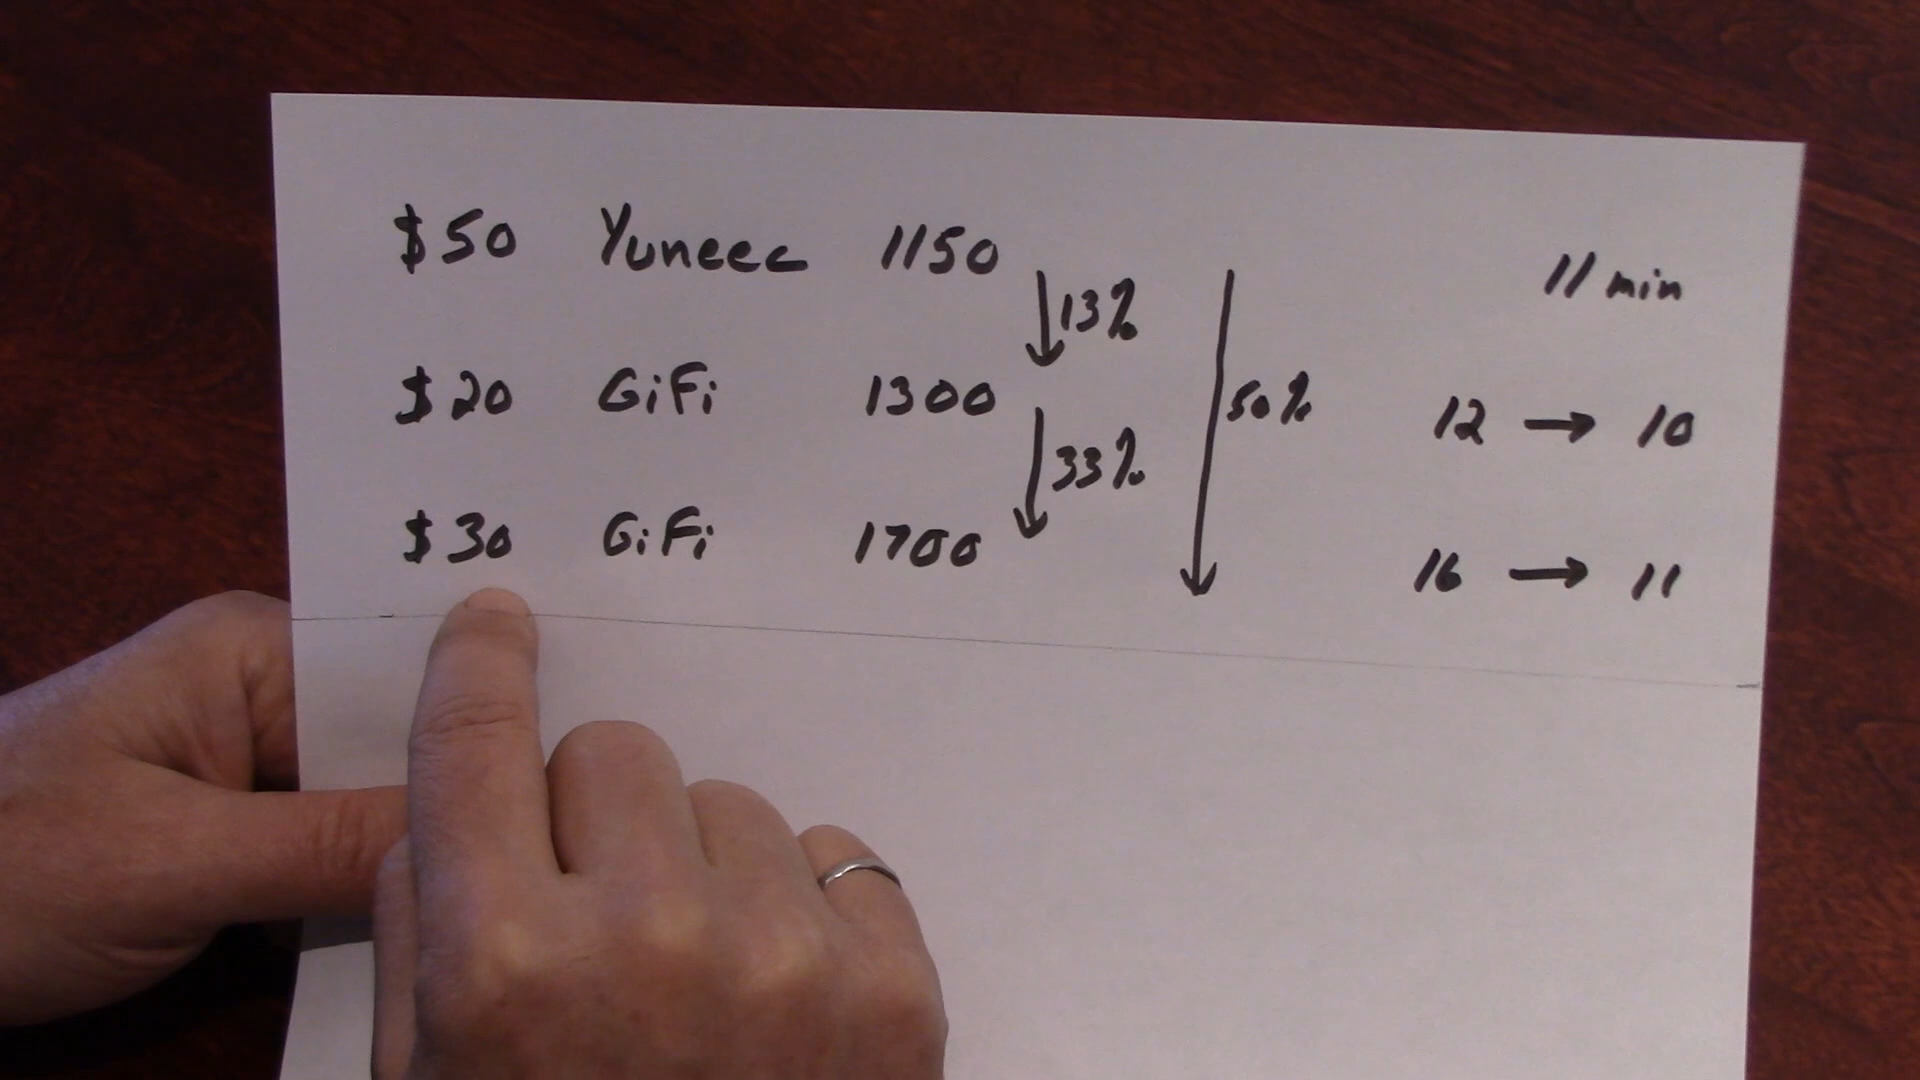 $50 Yuneec 1150 11 min
↓ 13%
$20 GiFi 1300 ↓ 50% 12 → 10
↓ 33%
$30 GiFi 1700 16 → 11